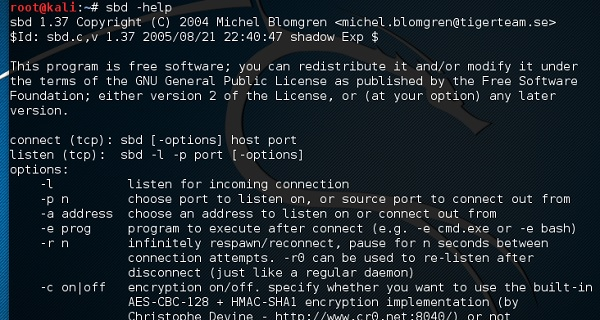 root@kali:~# sbd -help
sbd 1.37 Copyright (C) 2004 Michel Blomgren <michel.blomgren@tigerteam.se>
$Id: sbd.c,v 1.37 2005/08/21 22:40:47 shadow Exp $
This program is free software; you can redistribute it and/or modify it under
the terms of the GNU General Public License as published by the Free Software
Foundation; either version 2 of the License, or (at your option) any later
version.
connect (tcp): sbd [-options] host port
listen (tcp):  sbd -l -p port [-options]
options:
    -l          listen for incoming connection
    -p n        choose port to listen on, or source port to connect out from
    -a address  choose an address to listen on or connect out from
    -e prog     program to execute after connect (e.g. -e cmd.exe or -e bash)
    -r n        infinitely respawn/reconnect, pause for n seconds between
                connection attempts. -r0 can be used to re-listen after
                disconnect (just like a regular daemon)
    -c on|off   encryption on/off. specify whether you want to use the built-in
                AES-CBC-128 + HMAC-SHA1 encryption implementation (by
                Christophe Devine - http://www.cr0.net:8040/) or not